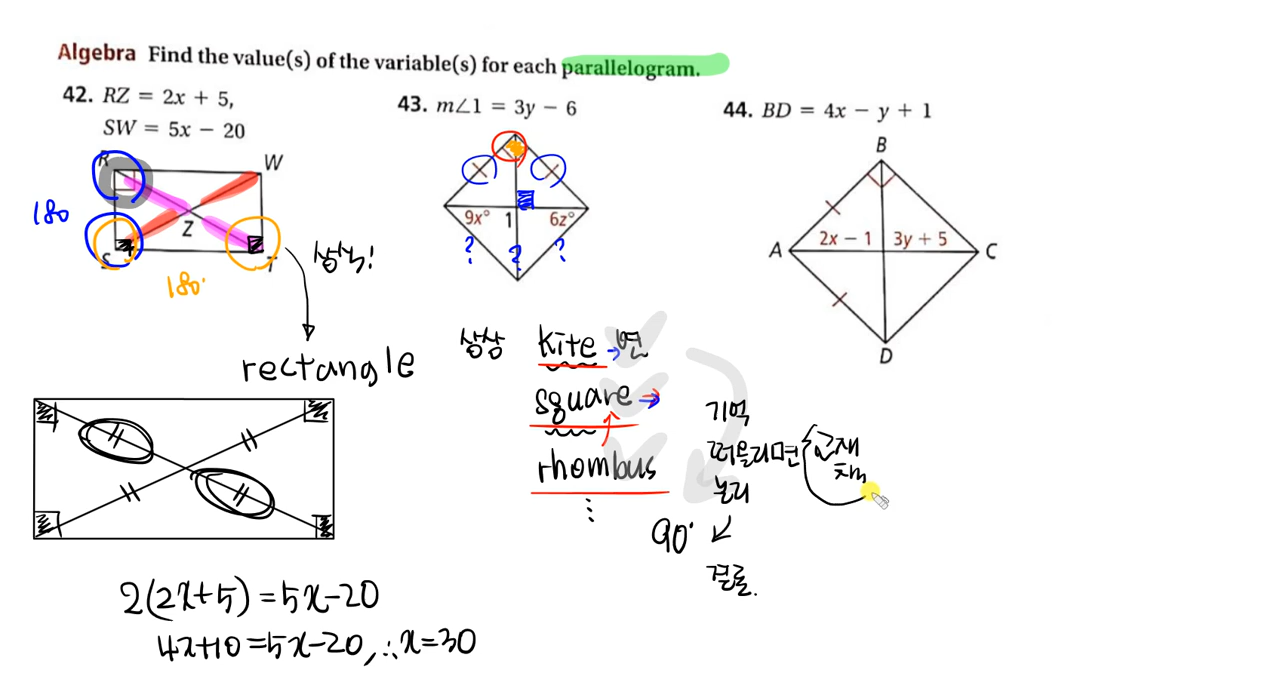 Algebra Find the value(s) of the variable(s) for each parallelogram.
42. RZ = 2x + 5,
SW = 5x − 20
43. m∠1 = 3y − 6
44. BD = 4x − y + 1
R
W
Z
S
T
180
180°
상상!
rectangle
9x°
1
6z°
?
?
?
B
A
2x − 1
3y + 5
C
D
상상
kite → 변
square →
rhombus
⋮
90°
기억
떠올리면
논리
결론.
2(2x+5)=5x-20
4x+10=5x-20, ∴x=30